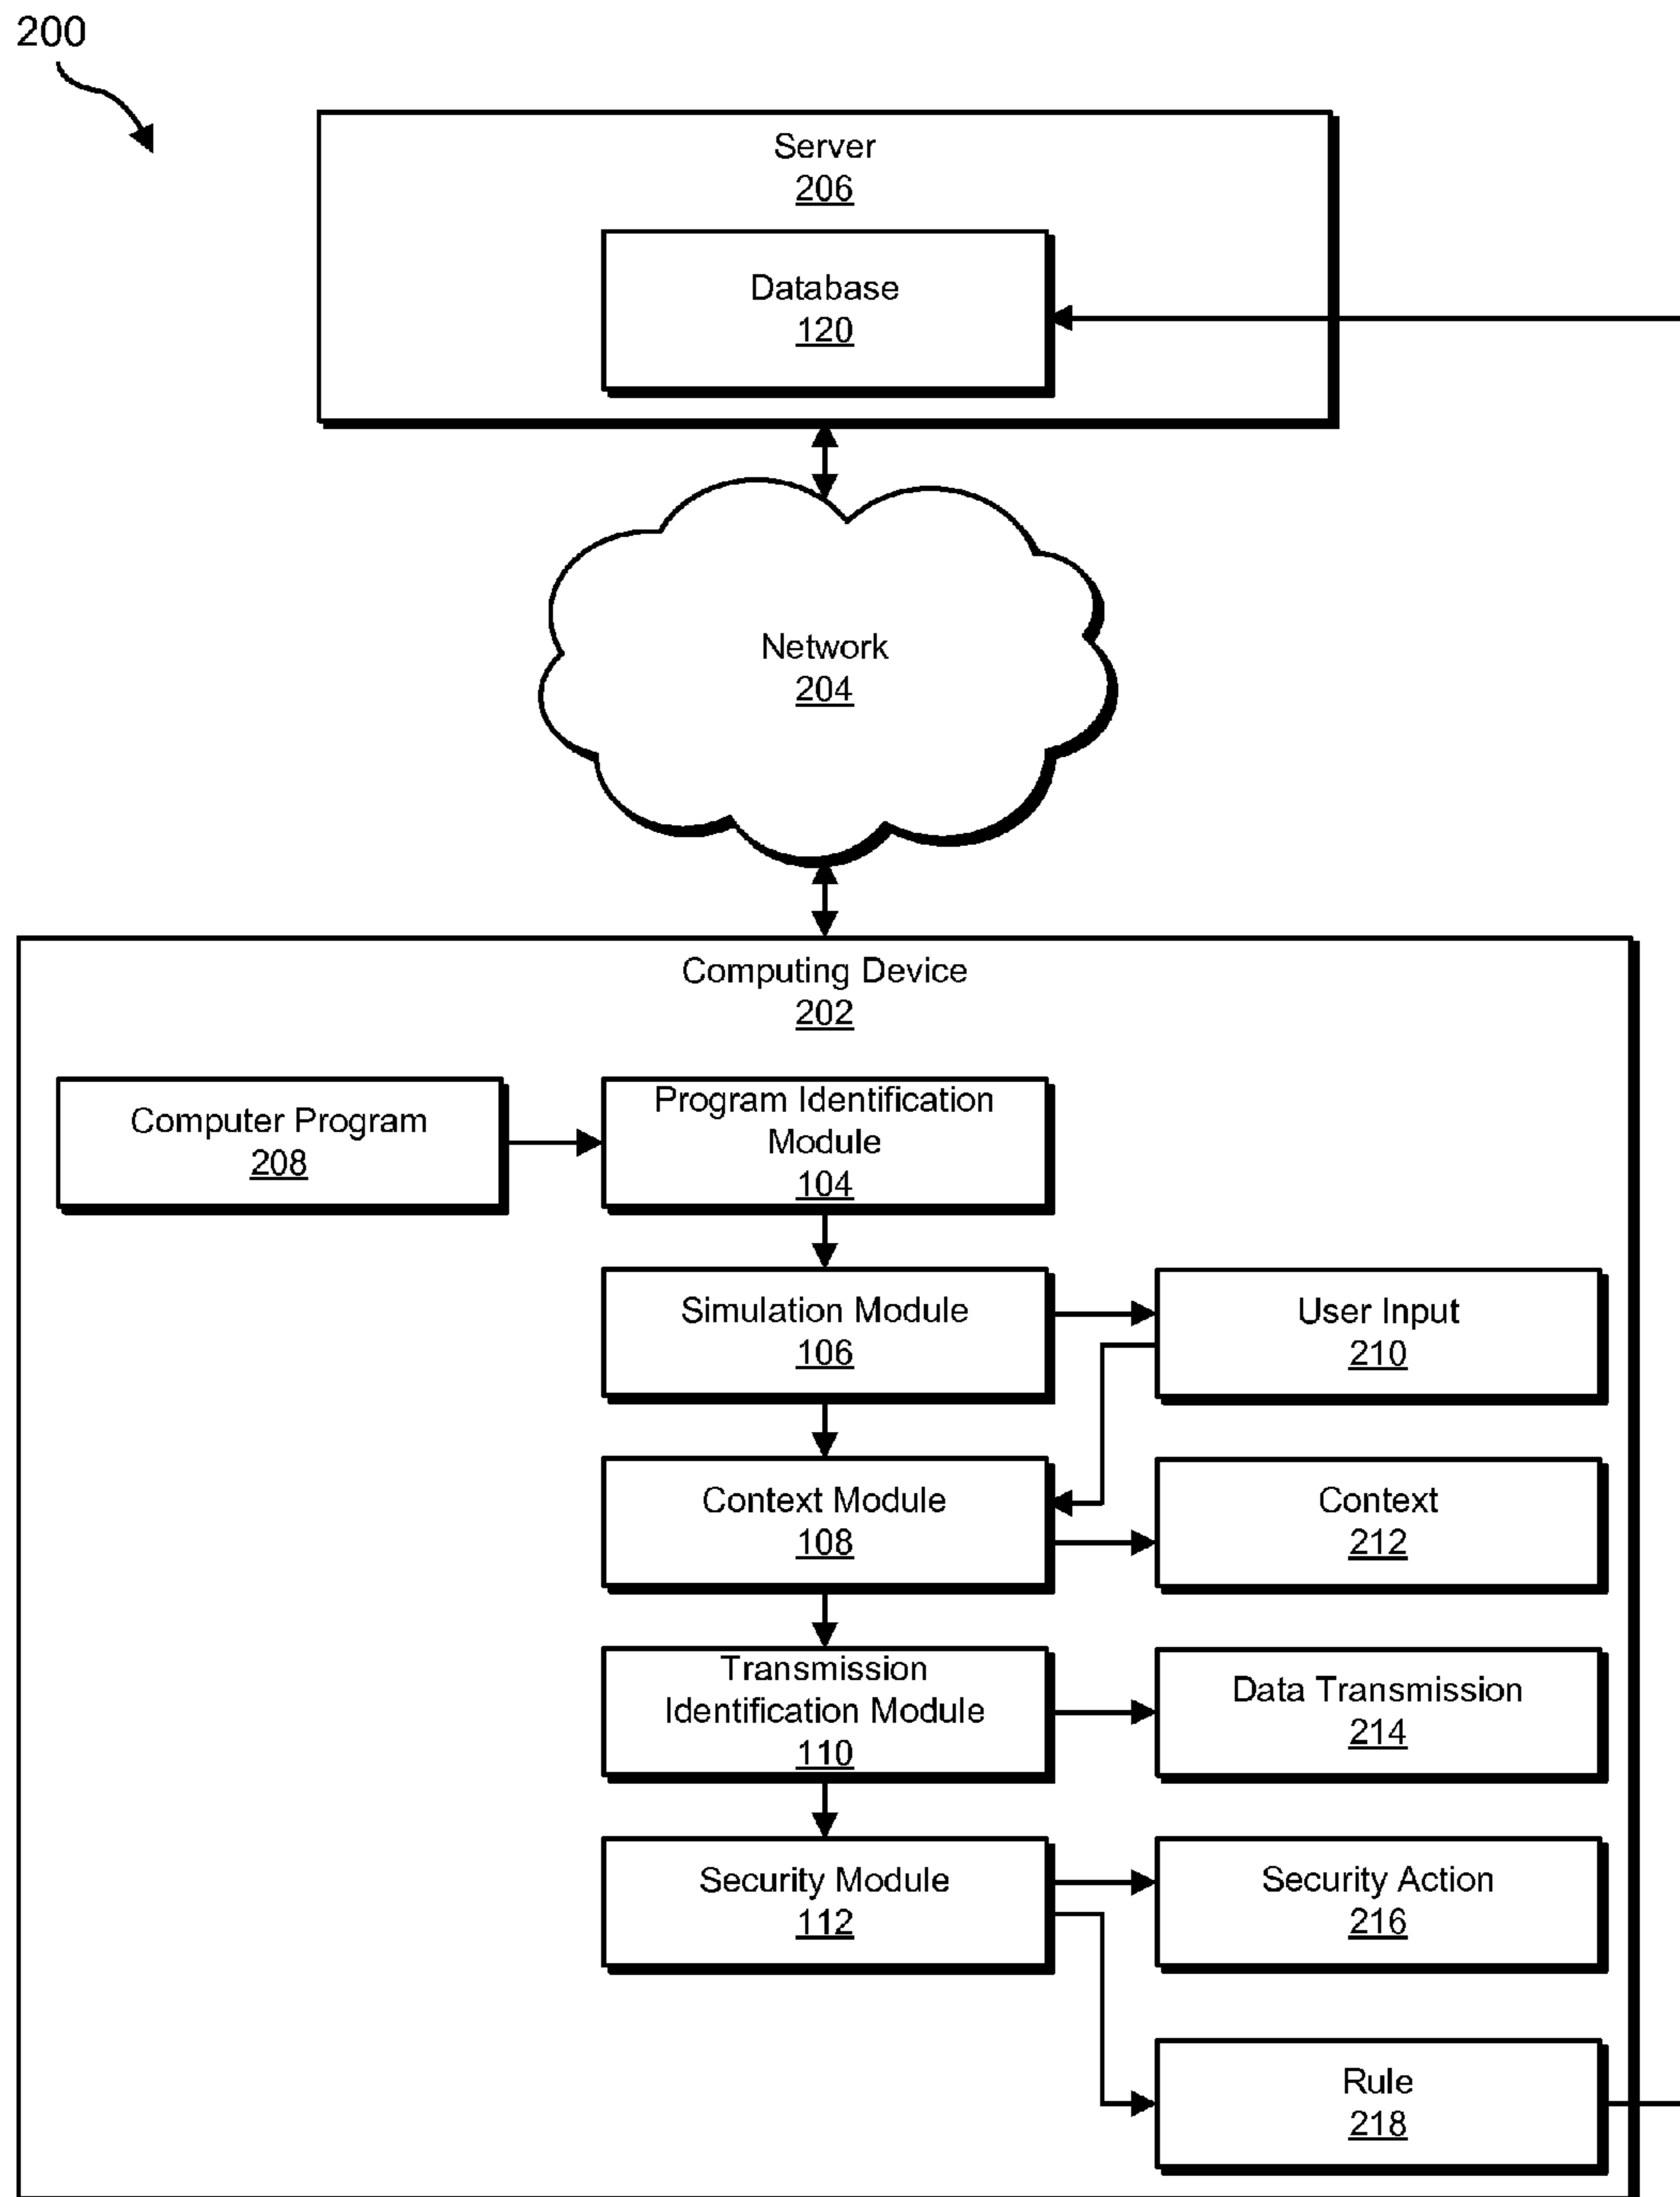 200
Server
206
Database
120
Network
204
Computing Device
202
Computer Program
208
Program Identification
Module
104
Simulation Module
106
User Input
210
Context Module
108
Context
212
Transmission
Identification Module
110
Data Transmission
214
Security Module
112
Security Action
216
Rule
218